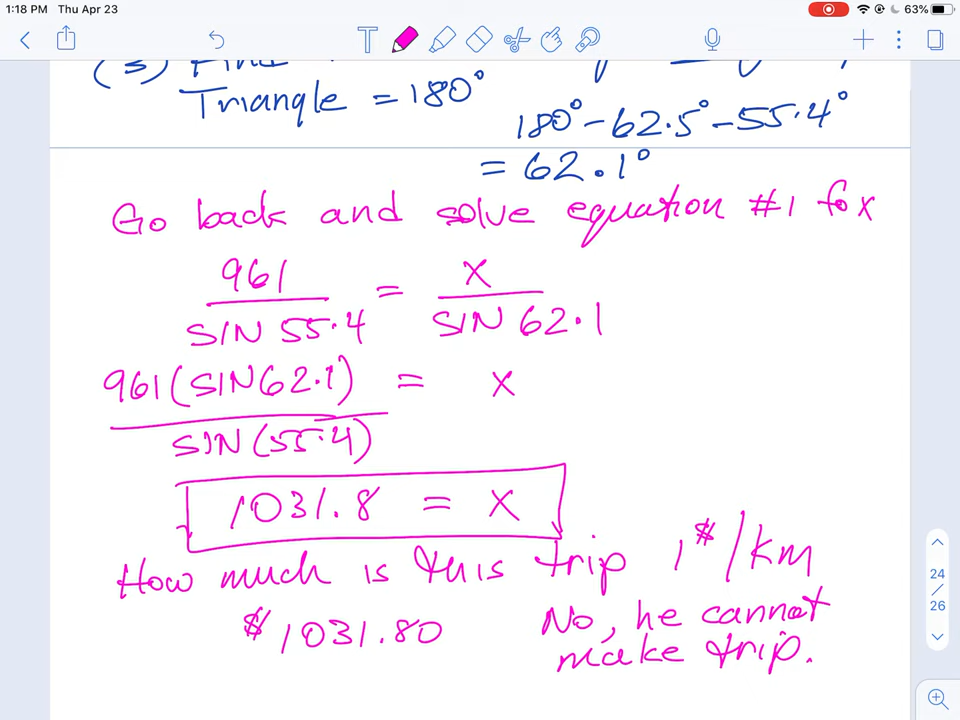 1:18 PM Thu Apr 23 63%
T
(3) Find
Triangle = 180°
180° - 62.5° - 55.4°
= 62.1°
Go back and solve equation #1 for x
961 / SIN 55.4 = X / SIN 62.1
961(SIN 62.1) / SIN(55.4) = X
1031.8 = X
How much is this trip 1$/km
$1031.80 No, he cannot
make trip.
24
/
26